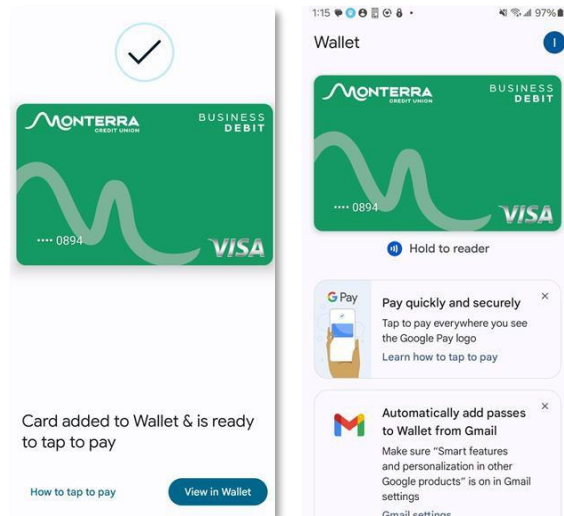 MONTERRA
CREDIT UNION
BUSINESS
DEBIT
•••• 0894
VISA
Card added to Wallet & is ready
to tap to pay
How to tap to pay
View in Wallet
1:15
97%
Wallet
I
MONTERRA
CREDIT UNION
BUSINESS
DEBIT
•••• 0894
VISA
Hold to reader
G Pay
Pay quickly and securely
Tap to pay everywhere you see
the Google Pay logo
Learn how to tap to pay
Automatically add passes
to Wallet from Gmail
Make sure “Smart features
and personalization in other
Google products” is on in Gmail
settings
Gmail settings